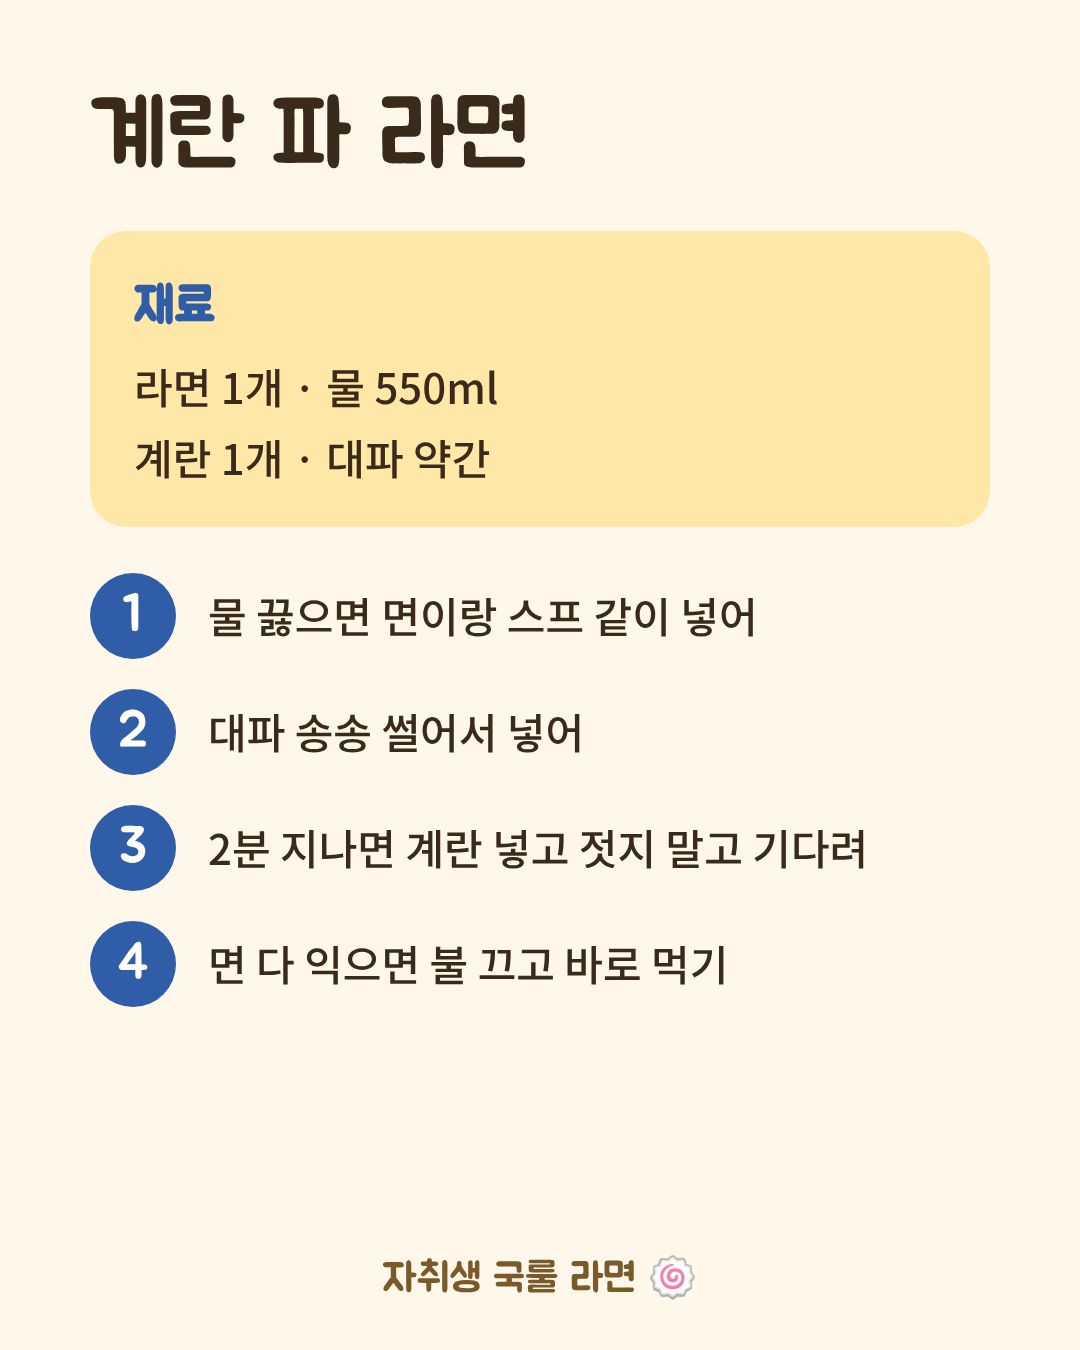 계란 파 라면
재료
라면 1개 · 물 550ml
계란 1개 · 대파 약간
1 물 끓으면 면이랑 스프 같이 넣어
2 대파 송송 썰어서 넣어
3 2분 지나면 계란 넣고 젓지 말고 기다려
4 면 다 익으면 불 끄고 바로 먹기
자취생 국룰 라면 🍥